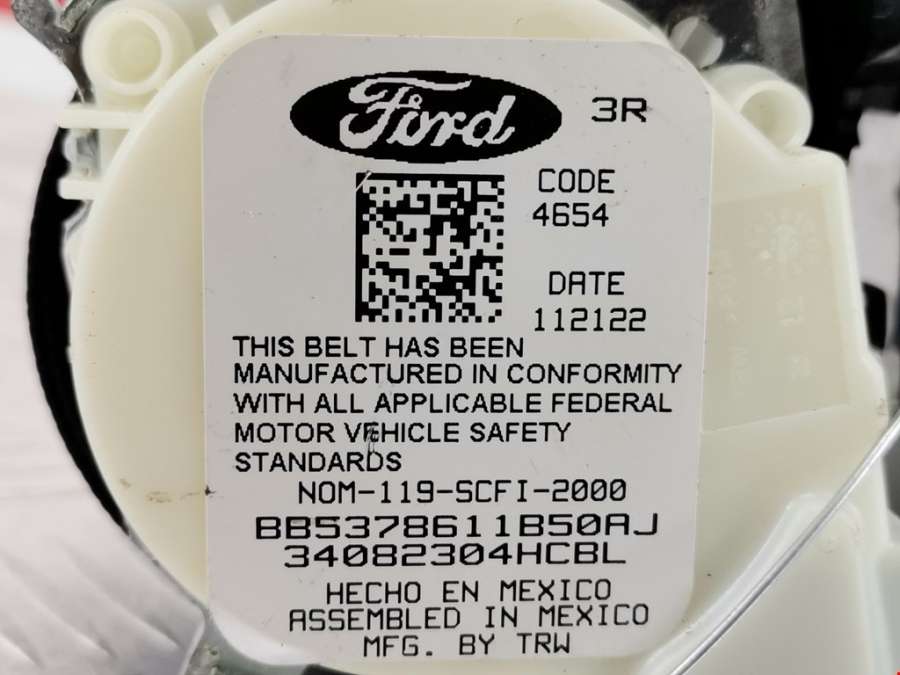 Ford
3R
CODE
4654
DATE
112122
THIS BELT HAS BEEN
MANUFACTURED IN CONFORMITY
WITH ALL APPLICABLE FEDERAL
MOTOR VEHICLE SAFETY
STANDARDS
NOM-119-SCFI-2000
BB5378611B50AJ
34082304HCBL
HECHO EN MEXICO
ASSEMBLED IN MEXICO
MFG. BY TRW